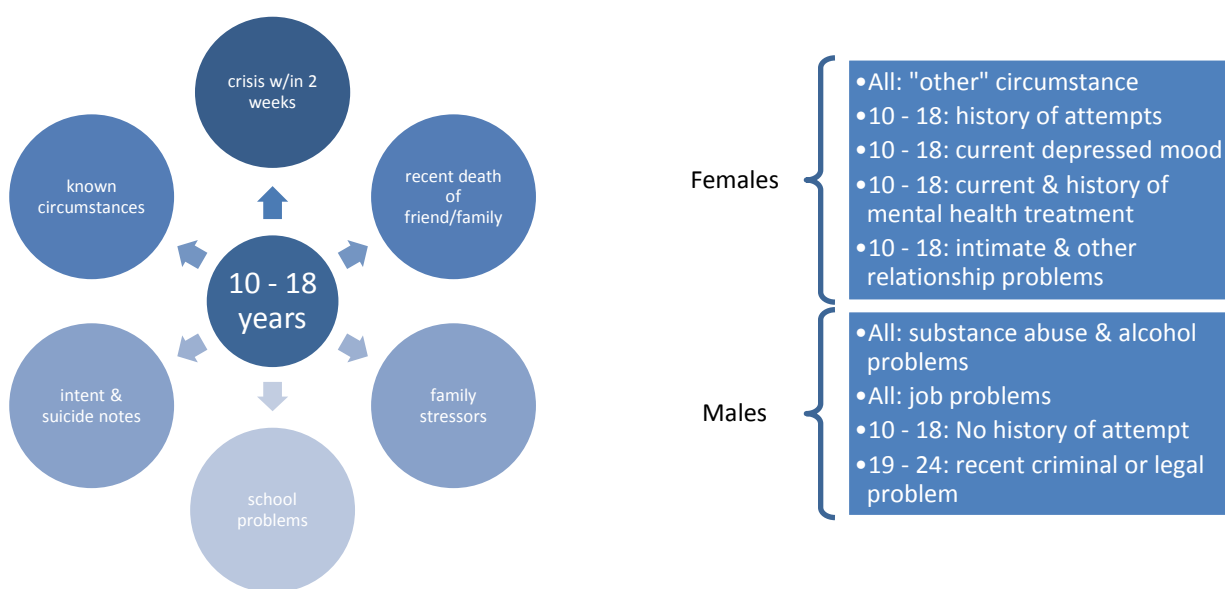 crisis w/in 2
weeks
recent death
of
friend/family
known
circumstances
10 - 18
years
intent &
suicide notes
family
stressors
school
problems
Females
•All: "other" circumstance
•10 - 18: history of attempts
•10 - 18: current depressed mood
•10 - 18: current & history of
mental health treatment
•10 - 18: intimate & other
relationship problems
Males
•All: substance abuse & alcohol
problems
•All: job problems
•10 - 18: No history of attempt
•19 - 24: recent criminal or legal
problem